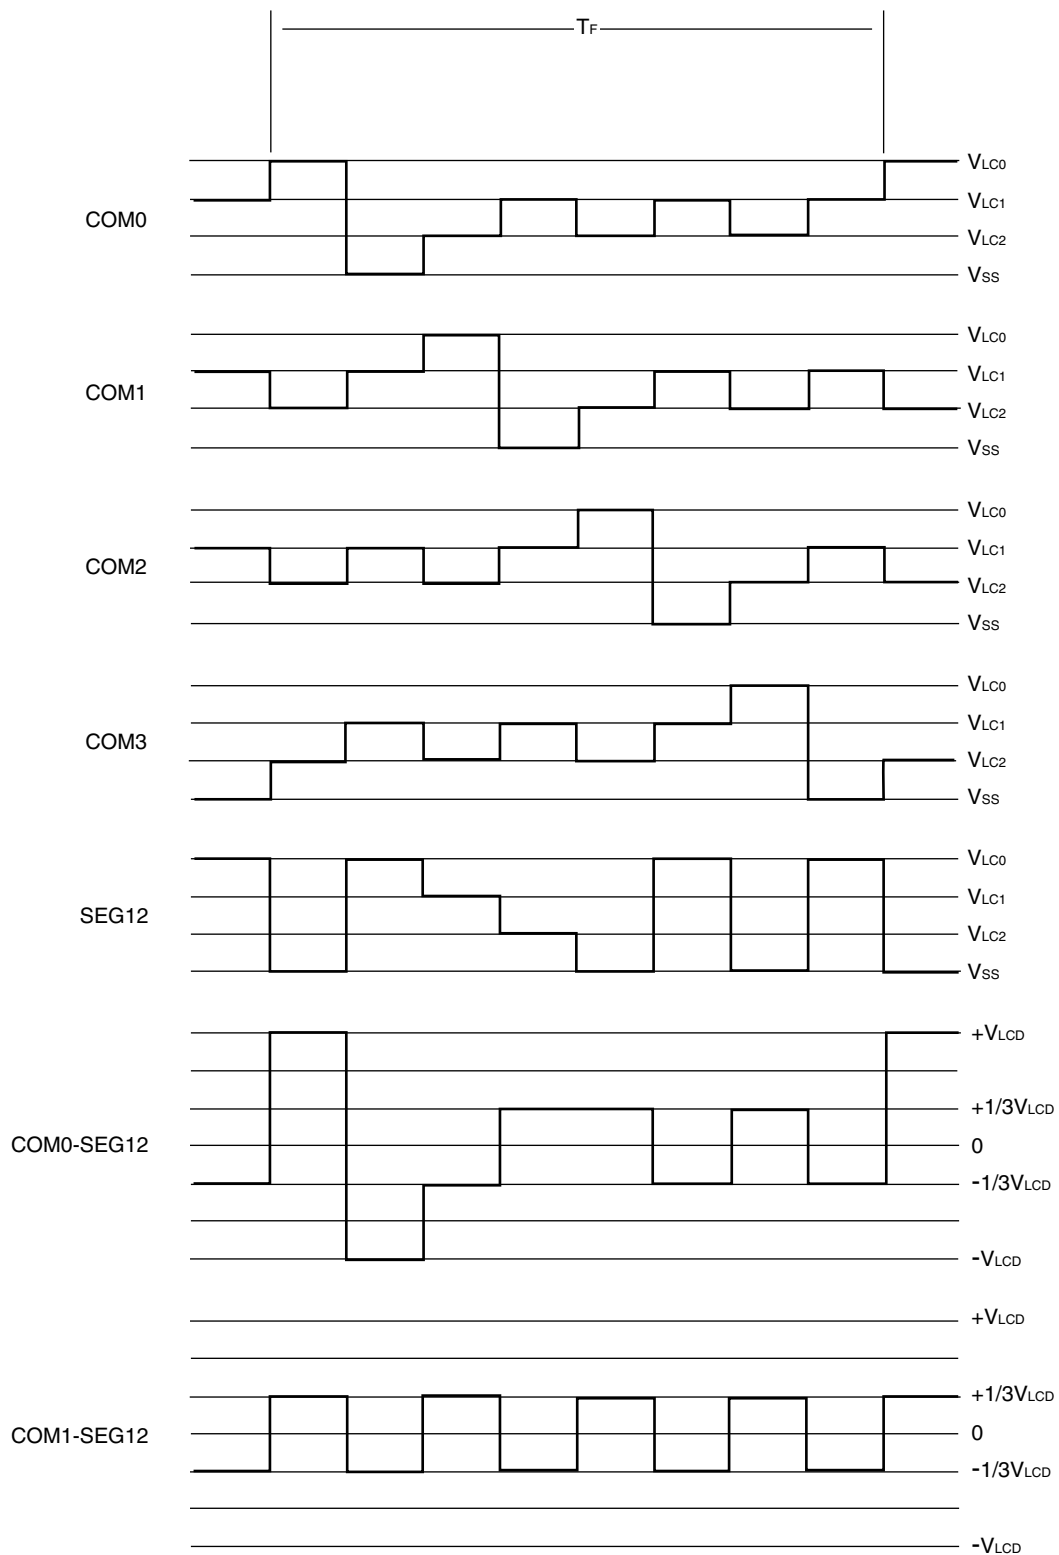 TF
COM0
VLC0
VLC1
VLC2
VSS
COM1
VLC0
VLC1
VLC2
VSS
COM2
VLC0
VLC1
VLC2
VSS
COM3
VLC0
VLC1
VLC2
VSS
SEG12
VLC0
VLC1
VLC2
VSS
COM0-SEG12
+VLCD
+1/3VLCD
0
-1/3VLCD
-VLCD
COM1-SEG12
+VLCD
+1/3VLCD
0
-1/3VLCD
-VLCD